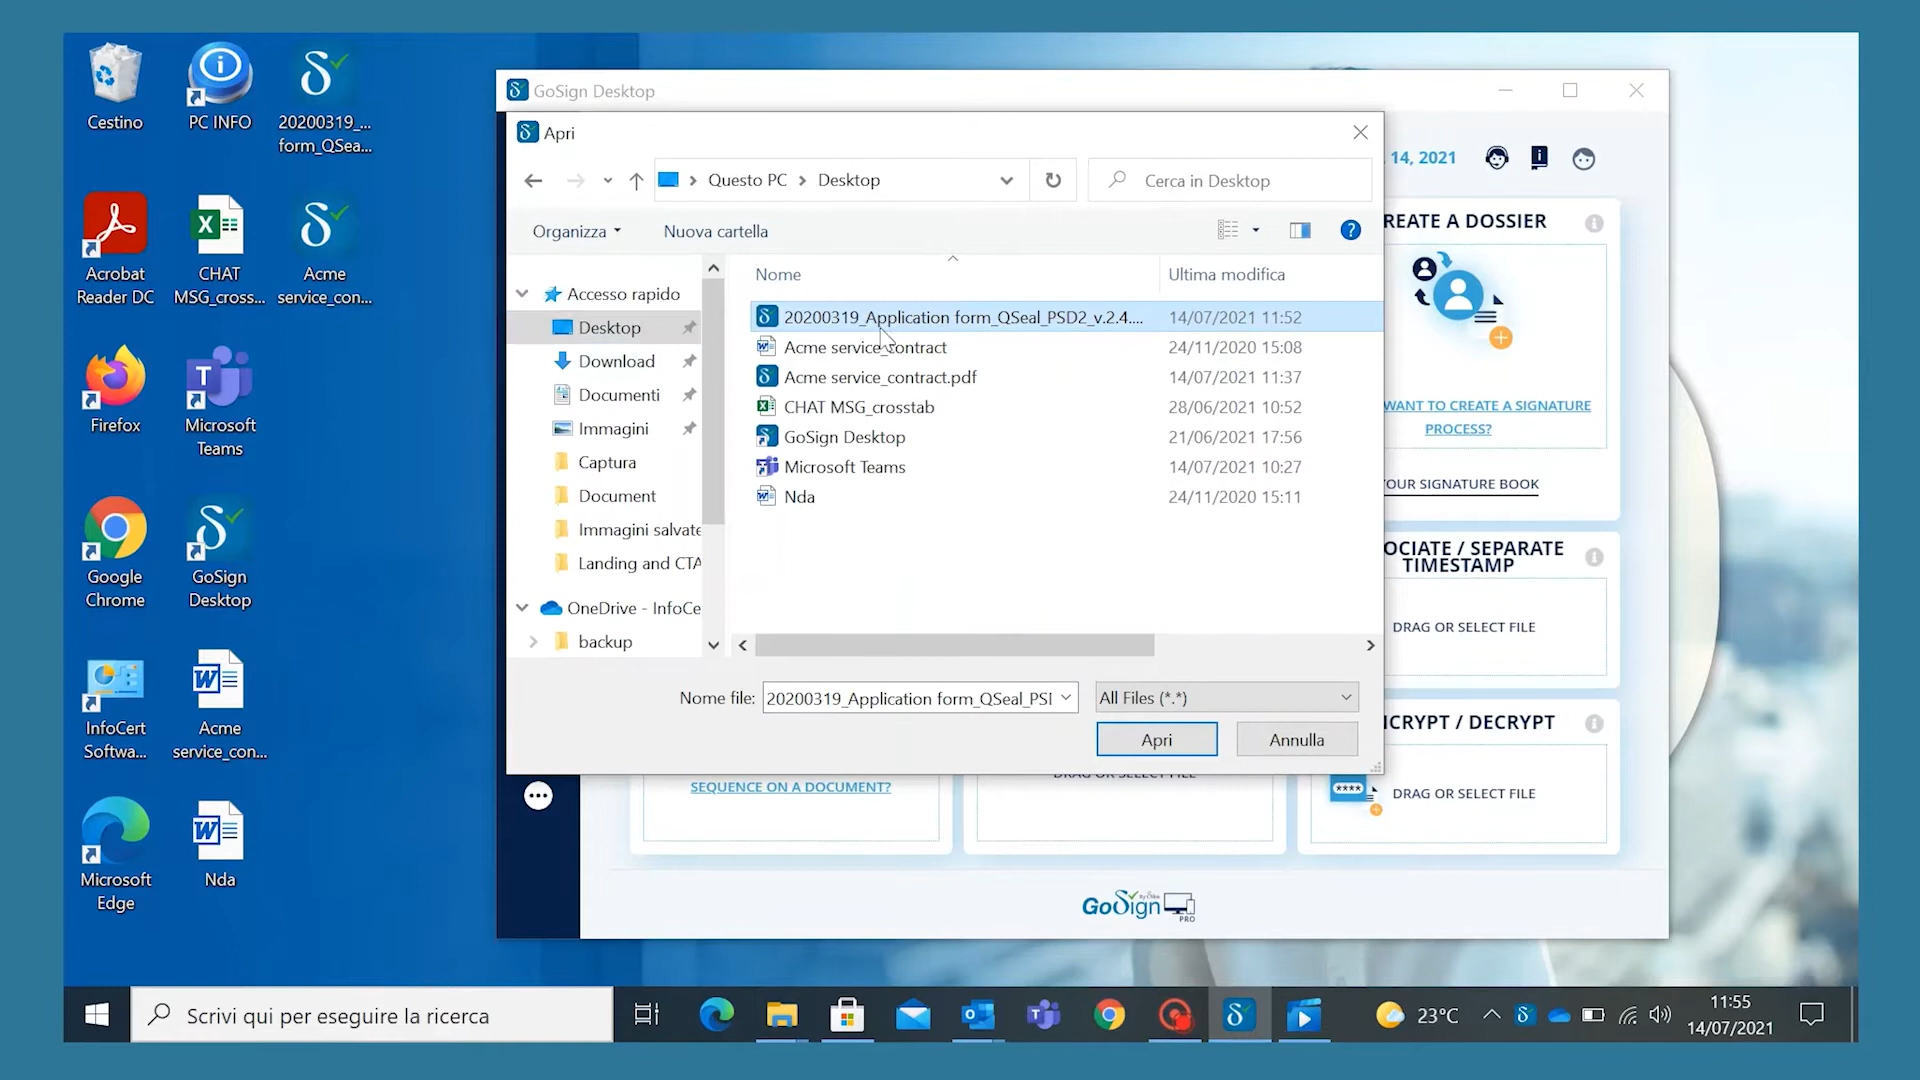 Cestino
PC INFO
20200319_...
form_QSea...
Acrobat
Reader DC
CHAT
MSG_cross...
Acme
service_con...
Firefox
Microsoft
Teams
Google
Chrome
GoSign
Desktop
InfoCert
Softwa...
Acme
service_con...
Microsoft
Edge
Nda
GoSign Desktop
Apri
Questo PC > Desktop
Cerca in Desktop
Organizza
Nuova cartella
Nome
Ultima modifica
Accesso rapido
Desktop
Download
Documenti
Immagini
Captura
Document
Immagini salvate
Landing and CTA
OneDrive - InfoCe
backup
20200319_Application form_QSeal_PSD2_v.2.4.... 14/07/2021 11:52
Acme service_contract 24/11/2020 15:08
Acme service_contract.pdf 14/07/2021 11:37
CHAT MSG_crosstab 28/06/2021 10:52
GoSign Desktop 21/06/2021 17:56
Microsoft Teams 14/07/2021 10:27
Nda 24/11/2020 15:11
Nome file:
20200319_Application form_QSeal_PSI
All Files (*.*)
Apri
Annulla
14, 2021
REATE A DOSSIER
WANT TO CREATE A SIGNATURE
PROCESS?
OUR SIGNATURE BOOK
OCIATE / SEPARATE
TIMESTAMP
DRAG OR SELECT FILE
ICRYPT / DECRYPT
****
DRAG OR SELECT FILE
SEQUENCE ON A DOCUMENT?
DRAG OR SELECT FILE
GoSign
PRO
Scrivi qui per eseguire la ricerca
23°C
11:55
14/07/2021